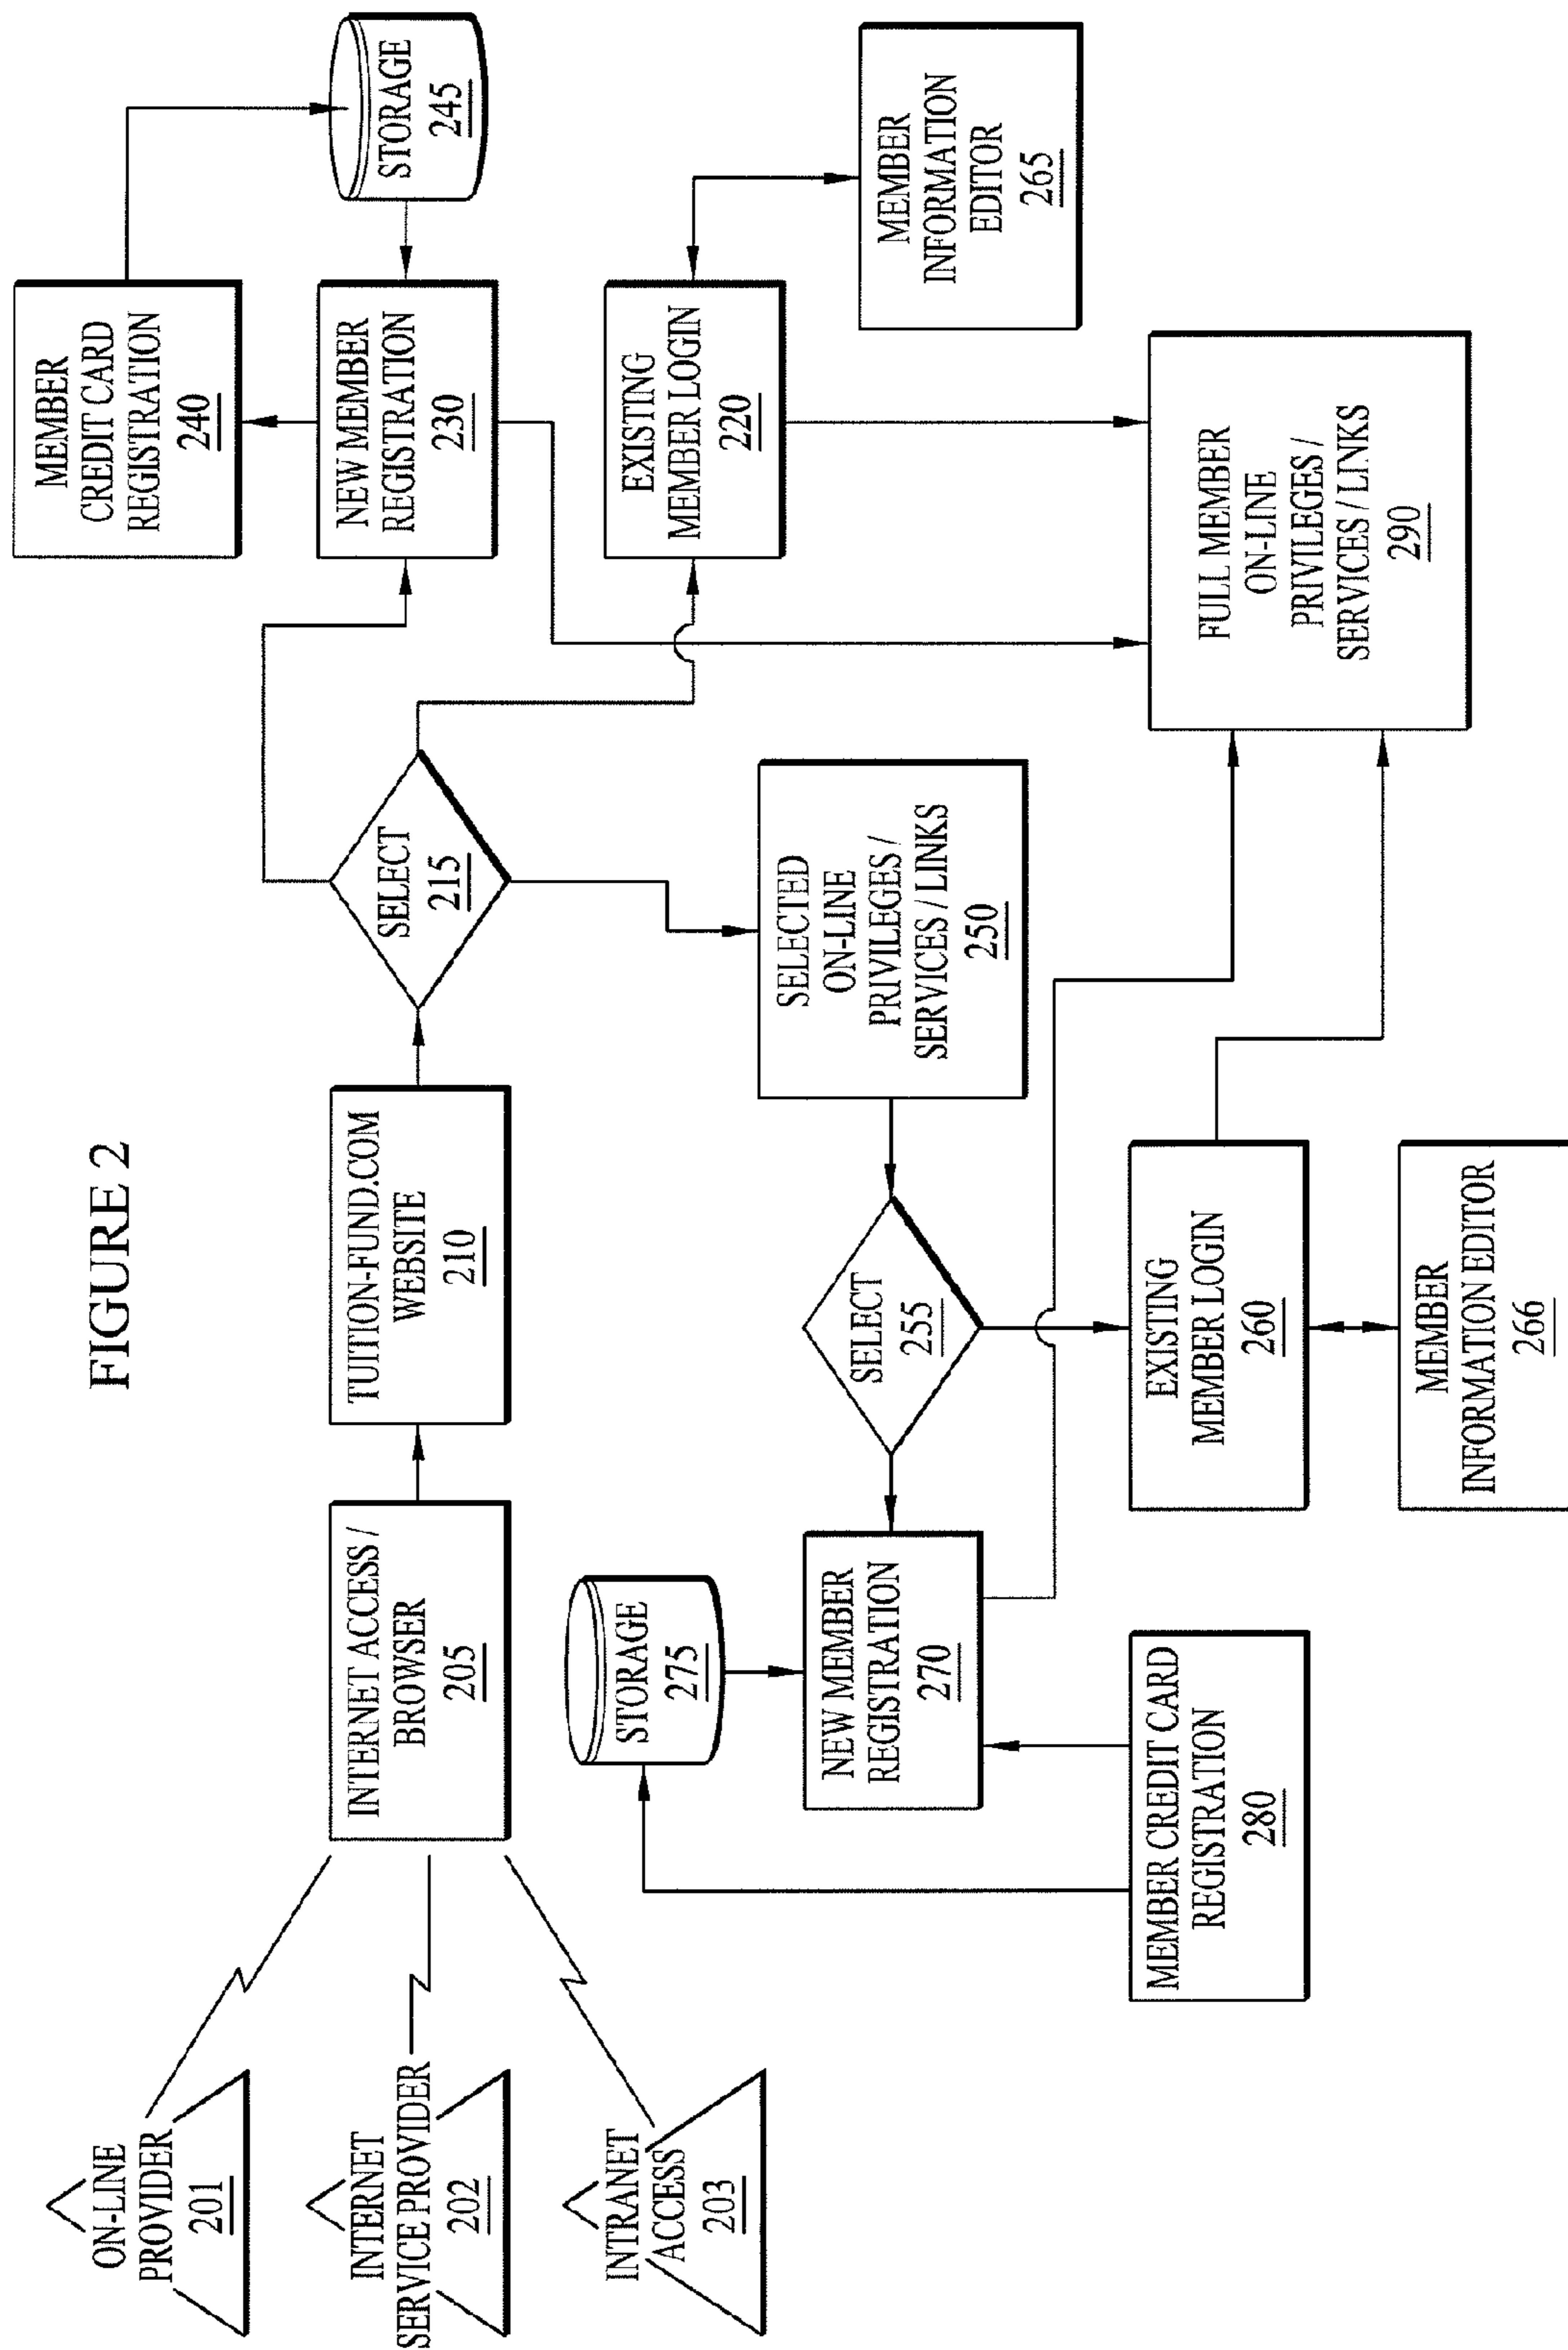 FIGURE 2
ON-LINE
PROVIDER
201
INTERNET
SERVICE PROVIDER
202
INTRANET
ACCESS
203
INTERNET ACCESS /
BROWSER
205
TUITION-FUND.COM
WEBSITE
210
SELECT
215
MEMBER
CREDIT CARD
REGISTRATION
240
NEW MEMBER
REGISTRATION
230
STORAGE
245
EXISTING
MEMBER LOGIN
220
MEMBER
INFORMATION
EDITOR
265
STORAGE
275
NEW MEMBER
REGISTRATION
270
SELECT
255
SELECTED
ON-LINE
PRIVILEGES /
SERVICES / LINKS
250
MEMBER CREDIT CARD
REGISTRATION
280
EXISTING
MEMBER LOGIN
260
MEMBER
INFORMATION EDITOR
266
FULL MEMBER
ON-LINE
PRIVILEGES /
SERVICES / LINKS
290